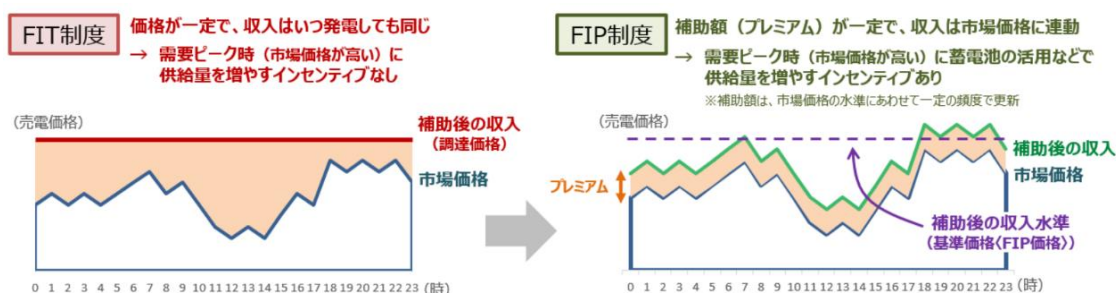 FIT制度
価格が一定で、収入はいつ発電しても同じ
→ 需要ピーク時（市場価格が高い）に
供給量を増やすインセンティブなし
（売電価格）
補助後の収入
（調達価格）
市場価格
0 1 2 3 4 5 6 7 8 9 10 11 12 13 14 15 16 17 18 19 20 21 22 23 （時）
FIP制度
補助額（プレミアム）が一定で、収入は市場価格に連動
→ 需要ピーク時（市場価格が高い）に蓄電池の活用などで
供給量を増やすインセンティブあり
※補助額は、市場価格の水準にあわせて一定の頻度で更新
（売電価格）
プレミアム
補助後の収入
市場価格
補助後の収入水準
（基準価格〈FIP価格〉）
0 1 2 3 4 5 6 7 8 9 10 11 12 13 14 15 16 17 18 19 20 21 22 23 （時）